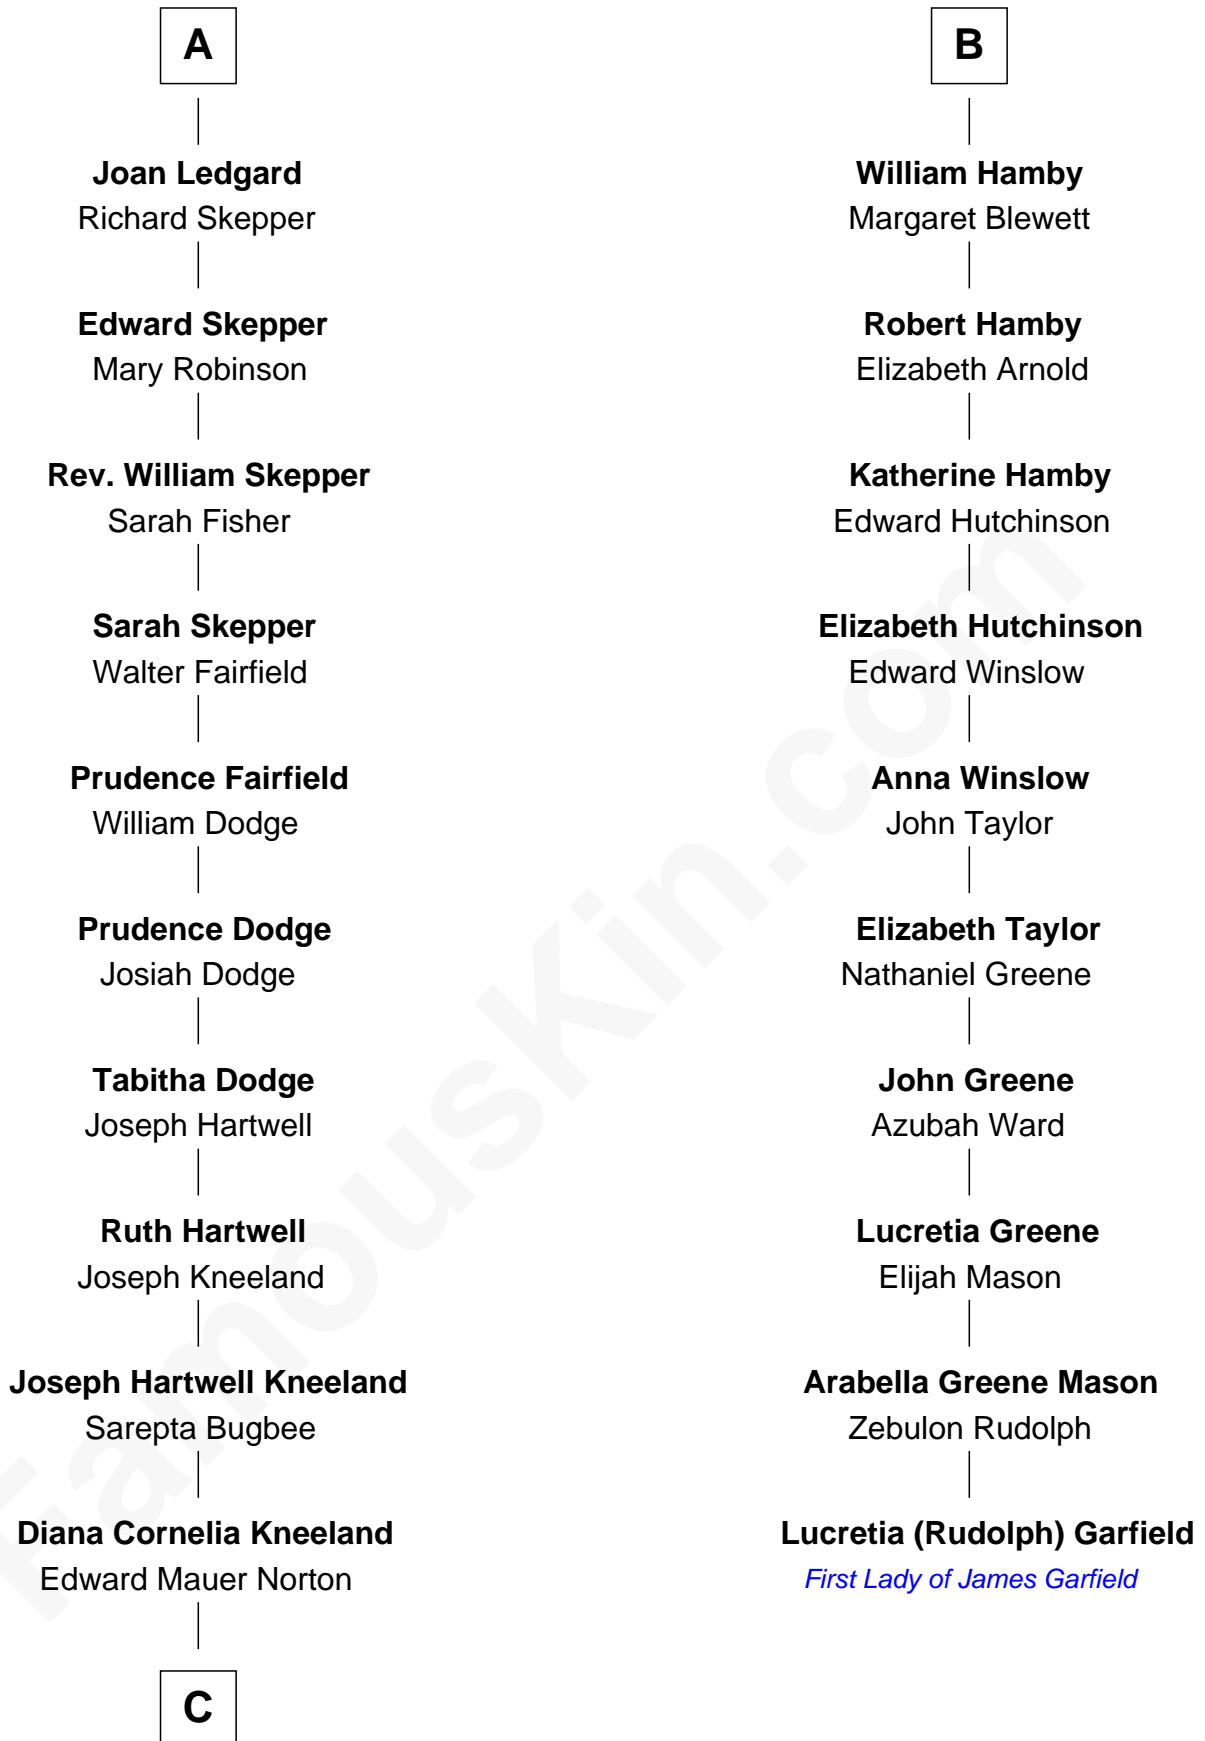 A
Joan Ledgard
Richard Skepper
Edward Skepper
Mary Robinson
Rev. William Skepper
Sarah Fisher
Sarah Skepper
Walter Fairfield
Prudence Fairfield
William Dodge
Prudence Dodge
Josiah Dodge
Tabitha Dodge
Joseph Hartwell
Ruth Hartwell
Joseph Kneeland
Joseph Hartwell Kneeland
Sarepta Bugbee
Diana Cornelia Kneeland
Edward Mauer Norton
C
B
William Hamby
Margaret Blewett
Robert Hamby
Elizabeth Arnold
Katherine Hamby
Edward Hutchinson
Elizabeth Hutchinson
Edward Winslow
Anna Winslow
John Taylor
Elizabeth Taylor
Nathaniel Greene
John Greene
Azubah Ward
Lucretia Greene
Elijah Mason
Arabella Greene Mason
Zebulon Rudolph
Lucretia (Rudolph) Garfield
First Lady of James Garfield
FamousKin.com